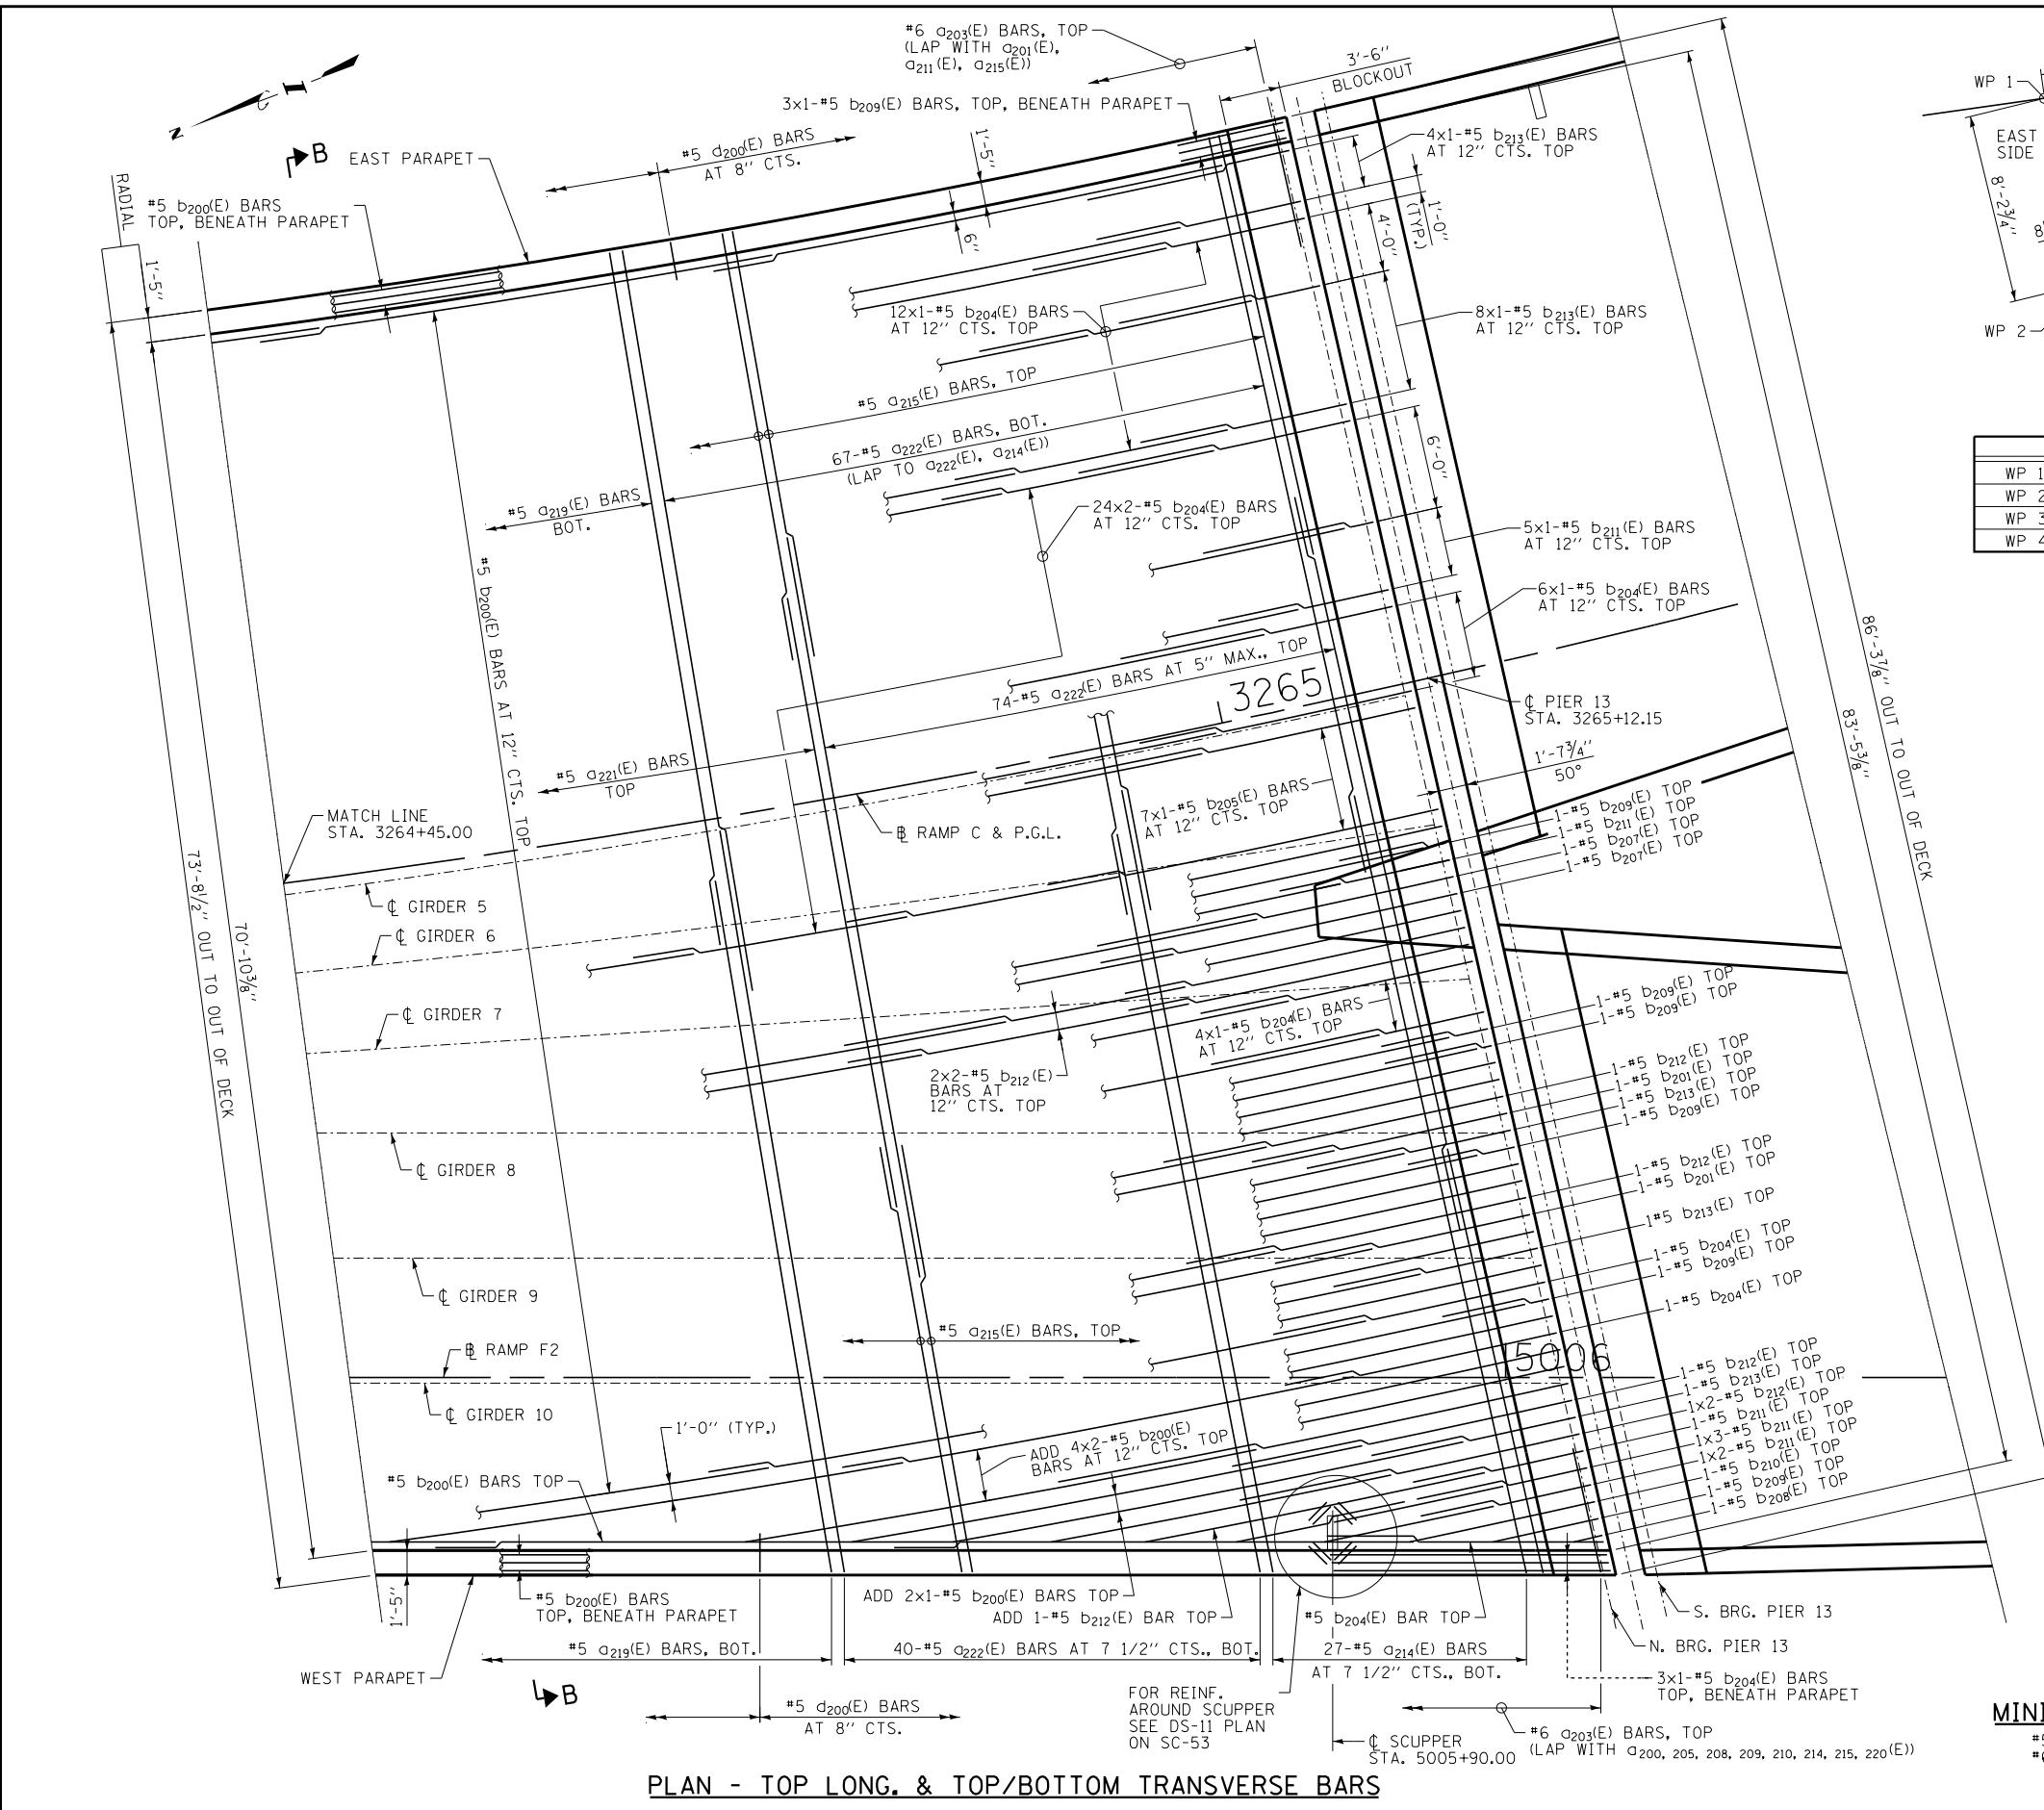 #6 a203(E) BARS, TOP
(LAP WITH a201(E),
a211(E), a215(E))
3'-6"
BLOCKOUT
3x1-#5 b209(E) BARS, TOP, BENEATH PARAPET
4x1-#5 b213(E) BARS
AT 12" CTS. TOP
WP 1
EAST
SIDE
8'-2 3/4"
8
WP 2
N
B
EAST PARAPET
#5 d200(E) BARS
AT 8" CTS.
1'-5"
6"
RADIAL
#5 b200(E) BARS
TOP, BENEATH PARAPET
1'-5"
1'-0"
(TYP.)
4'-0"
12x1-#5 b204(E) BARS
AT 12" CTS. TOP
8x1-#5 b213(E) BARS
AT 12" CTS. TOP
#5 a215(E) BARS, TOP
67-#5 a222(E) BARS, BOT.
(LAP TO a222(E), a214(E))
6'-0"
#5 a219(E) BARS
BOT.
24x2-#5 b204(E) BARS
AT 12" CTS. TOP
5x1-#5 b211(E) BARS
AT 12" CTS. TOP
WP 1
WP 2
WP 3
WP 4
#5 b200(E) BARS AT 12" CTS. TOP
6x1-#5 b204(E) BARS
AT 12" CTS. TOP
74-#5 a222(E) BARS AT 5" MAX., TOP
3265
℄ PIER 13
STA. 3265+12.15
86'-3 7/8" OUT TO OUT OF DECK
83'-5 3/8"
#5 a221(E) BARS
TOP
1'-7 3/4"
50°
MATCH LINE
STA. 3264+45.00
℄ RAMP C & P.G.L.
7x1-#5 b205(E) BARS
AT 12" CTS. TOP
1-#5 b209(E) TOP
1-#5 b211(E) TOP
1-#5 b207(E) TOP
1-#5 b207(E) TOP
73'-8 1/2" OUT TO OUT OF DECK
70'-10 3/8"
℄ GIRDER 5
℄ GIRDER 6
℄ GIRDER 7
4x1-#5 b204(E) BARS
AT 12" CTS. TOP
1-#5 b209(E) TOP
1-#5 b209(E) TOP
2x2-#5 b212(E)
BARS AT
12" CTS. TOP
1-#5 b212(E) TOP
1-#5 b201(E) TOP
1-#5 b213(E) TOP
1-#5 b209(E) TOP
℄ GIRDER 8
1-#5 b212(E) TOP
1-#5 b201(E) TOP
1#5 b213(E) TOP
℄ GIRDER 9
1-#5 b204(E) TOP
1-#5 b209(E) TOP
1-#5 b204(E) TOP
#5 a215(E) BARS, TOP
℄ RAMP F2
15006
℄ GIRDER 10
1-#5 b212(E) TOP
1-#5 b213(E) TOP
1x2-#5 b212(E) TOP
1-#5 b211(E) TOP
1x3-#5 b211(E) TOP
1x2-#5 b211(E) TOP
1-#5 b210(E) TOP
1-#5 b209(E) TOP
1-#5 b208(E) TOP
1'-0" (TYP.)
ADD 4x2-#5 b200(E)
BARS AT 12" CTS. TOP
#5 b200(E) BARS TOP
1'-5"
#5 b200(E) BARS
TOP, BENEATH PARAPET
ADD 2x1-#5 b200(E) BARS TOP
ADD 1-#5 b212(E) BAR TOP
#5 b204(E) BAR TOP
S. BRG. PIER 13
N. BRG. PIER 13
WEST PARAPET
#5 a219(E) BARS, BOT.
40-#5 a222(E) BARS AT 7 1/2" CTS., BOT.
27-#5 a214(E) BARS
AT 7 1/2" CTS., BOT.
3x1-#5 b204(E) BARS
TOP, BENEATH PARAPET
B
#5 d200(E) BARS
AT 8" CTS.
FOR REINF.
AROUND SCUPPER
SEE DS-11 PLAN
ON SC-53
℄ SCUPPER
STA. 5005+90.00
#6 a203(E) BARS, TOP
(LAP WITH a200, 205, 208, 209, 210, 214, 215, 220(E))
MINI
PLAN - TOP LONG. & TOP/BOTTOM TRANSVERSE BARS